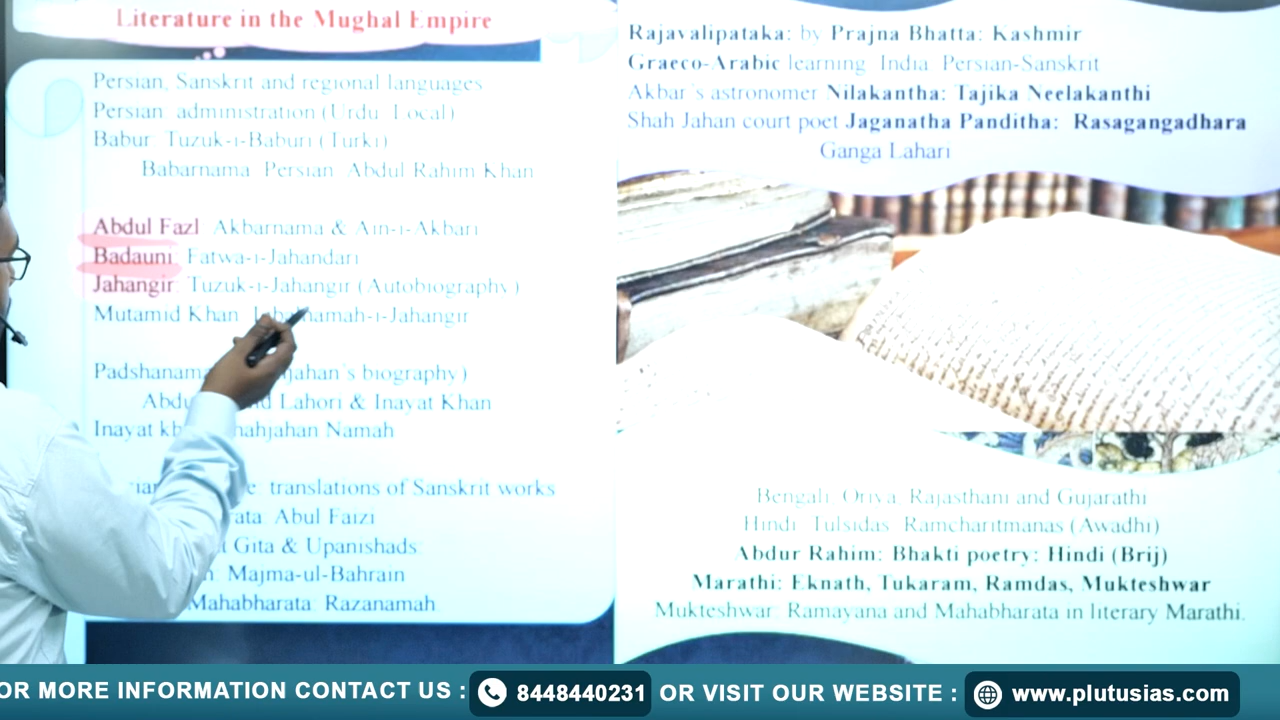 Literature in the Mughal Empire
Persian, Sanskrit and regional languages
Persian: administration (Urdu: Local)
Babur: Tuzuk-i-Baburi (Turki)
Babarnama: Persian: Abdul Rahim Khan
Abdul Fazl: Akbarnama & Ain-i-Akbari
Badauni: Fatwa-i-Jahandari
Jahangir: Tuzuk-i-Jahangir (Autobiography)
Mutamid Khan: -i-Jahangir
jahan's biography)
Lahori & Inayat Khan
Inayat Namah
translations of Sanskrit works
Abul Faizi
Gita & Upanishads:
Majma-ul-Bahrain
Mahabharata: Razanamah
Rajavalipataka: by Prajna Bhatta: Kashmir
Graeco-Arabic learning: India: Persian-Sanskrit
Akbar's astronomer Nilakantha: Tajika Neelakanthi
Shah Jahan court poet Jaganatha Panditha: Rasagangadhara
Ganga Lahari
Bengali, Oriya, Rajasthani and Gujarathi
Hindi: Tulsidas: Ramcharitmanas (Awadhi)
Abdur Rahim: Bhakti poetry: Hindi (Brij)
Marathi: Eknath, Tukaram, Ramdas, Mukteshwar
Mukteshwar: Ramayana and Mahabharata in literary Marathi.
OR MORE INFORMATION CONTACT US : 8448440231 OR VISIT OUR WEBSITE : www.plutusias.com